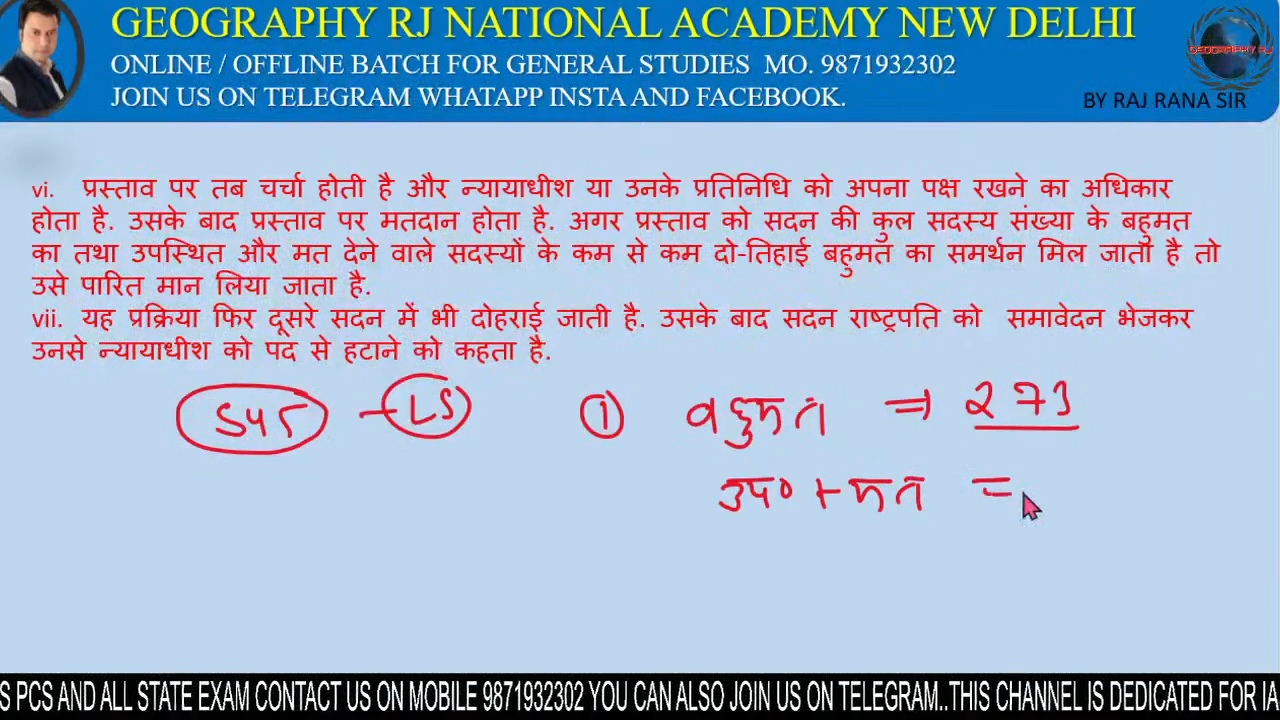 GEOGRAPHY RJ NATIONAL ACADEMY NEW DELHI
ONLINE / OFFLINE BATCH FOR GENERAL STUDIES MO. 9871932302
JOIN US ON TELEGRAM WHATAPP INSTA AND FACEBOOK.
GEOGRAPHY RJ
BY RAJ RANA SIR
vi. प्रस्ताव पर तब चर्चा होती है और न्यायाधीश या उनके प्रतिनिधि को अपना पक्ष रखने का अधिकार
होता है. उसके बाद प्रस्ताव पर मतदान होता है. अगर प्रस्ताव को सदन की कुल सदस्य संख्या के बहुमत
का तथा उपस्थित और मत देने वाले सदस्यों के कम से कम दो-तिहाई बहुमत का समर्थन मिल जाता है तो
उसे पारित मान लिया जाता है.
vii. यह प्रक्रिया फिर दूसरे सदन में भी दोहराई जाती है. उसके बाद सदन राष्ट्रपति को समावेदन भेजकर
उनसे न्यायाधीश को पद से हटाने को कहता है.
545 - LS ① बहुमत ⇒ 273
उप० + मत =
S PCS AND ALL STATE EXAM CONTACT US ON MOBILE 9871932302 YOU CAN ALSO JOIN US ON TELEGRAM..THIS CHANNEL IS DEDICATED FOR IA